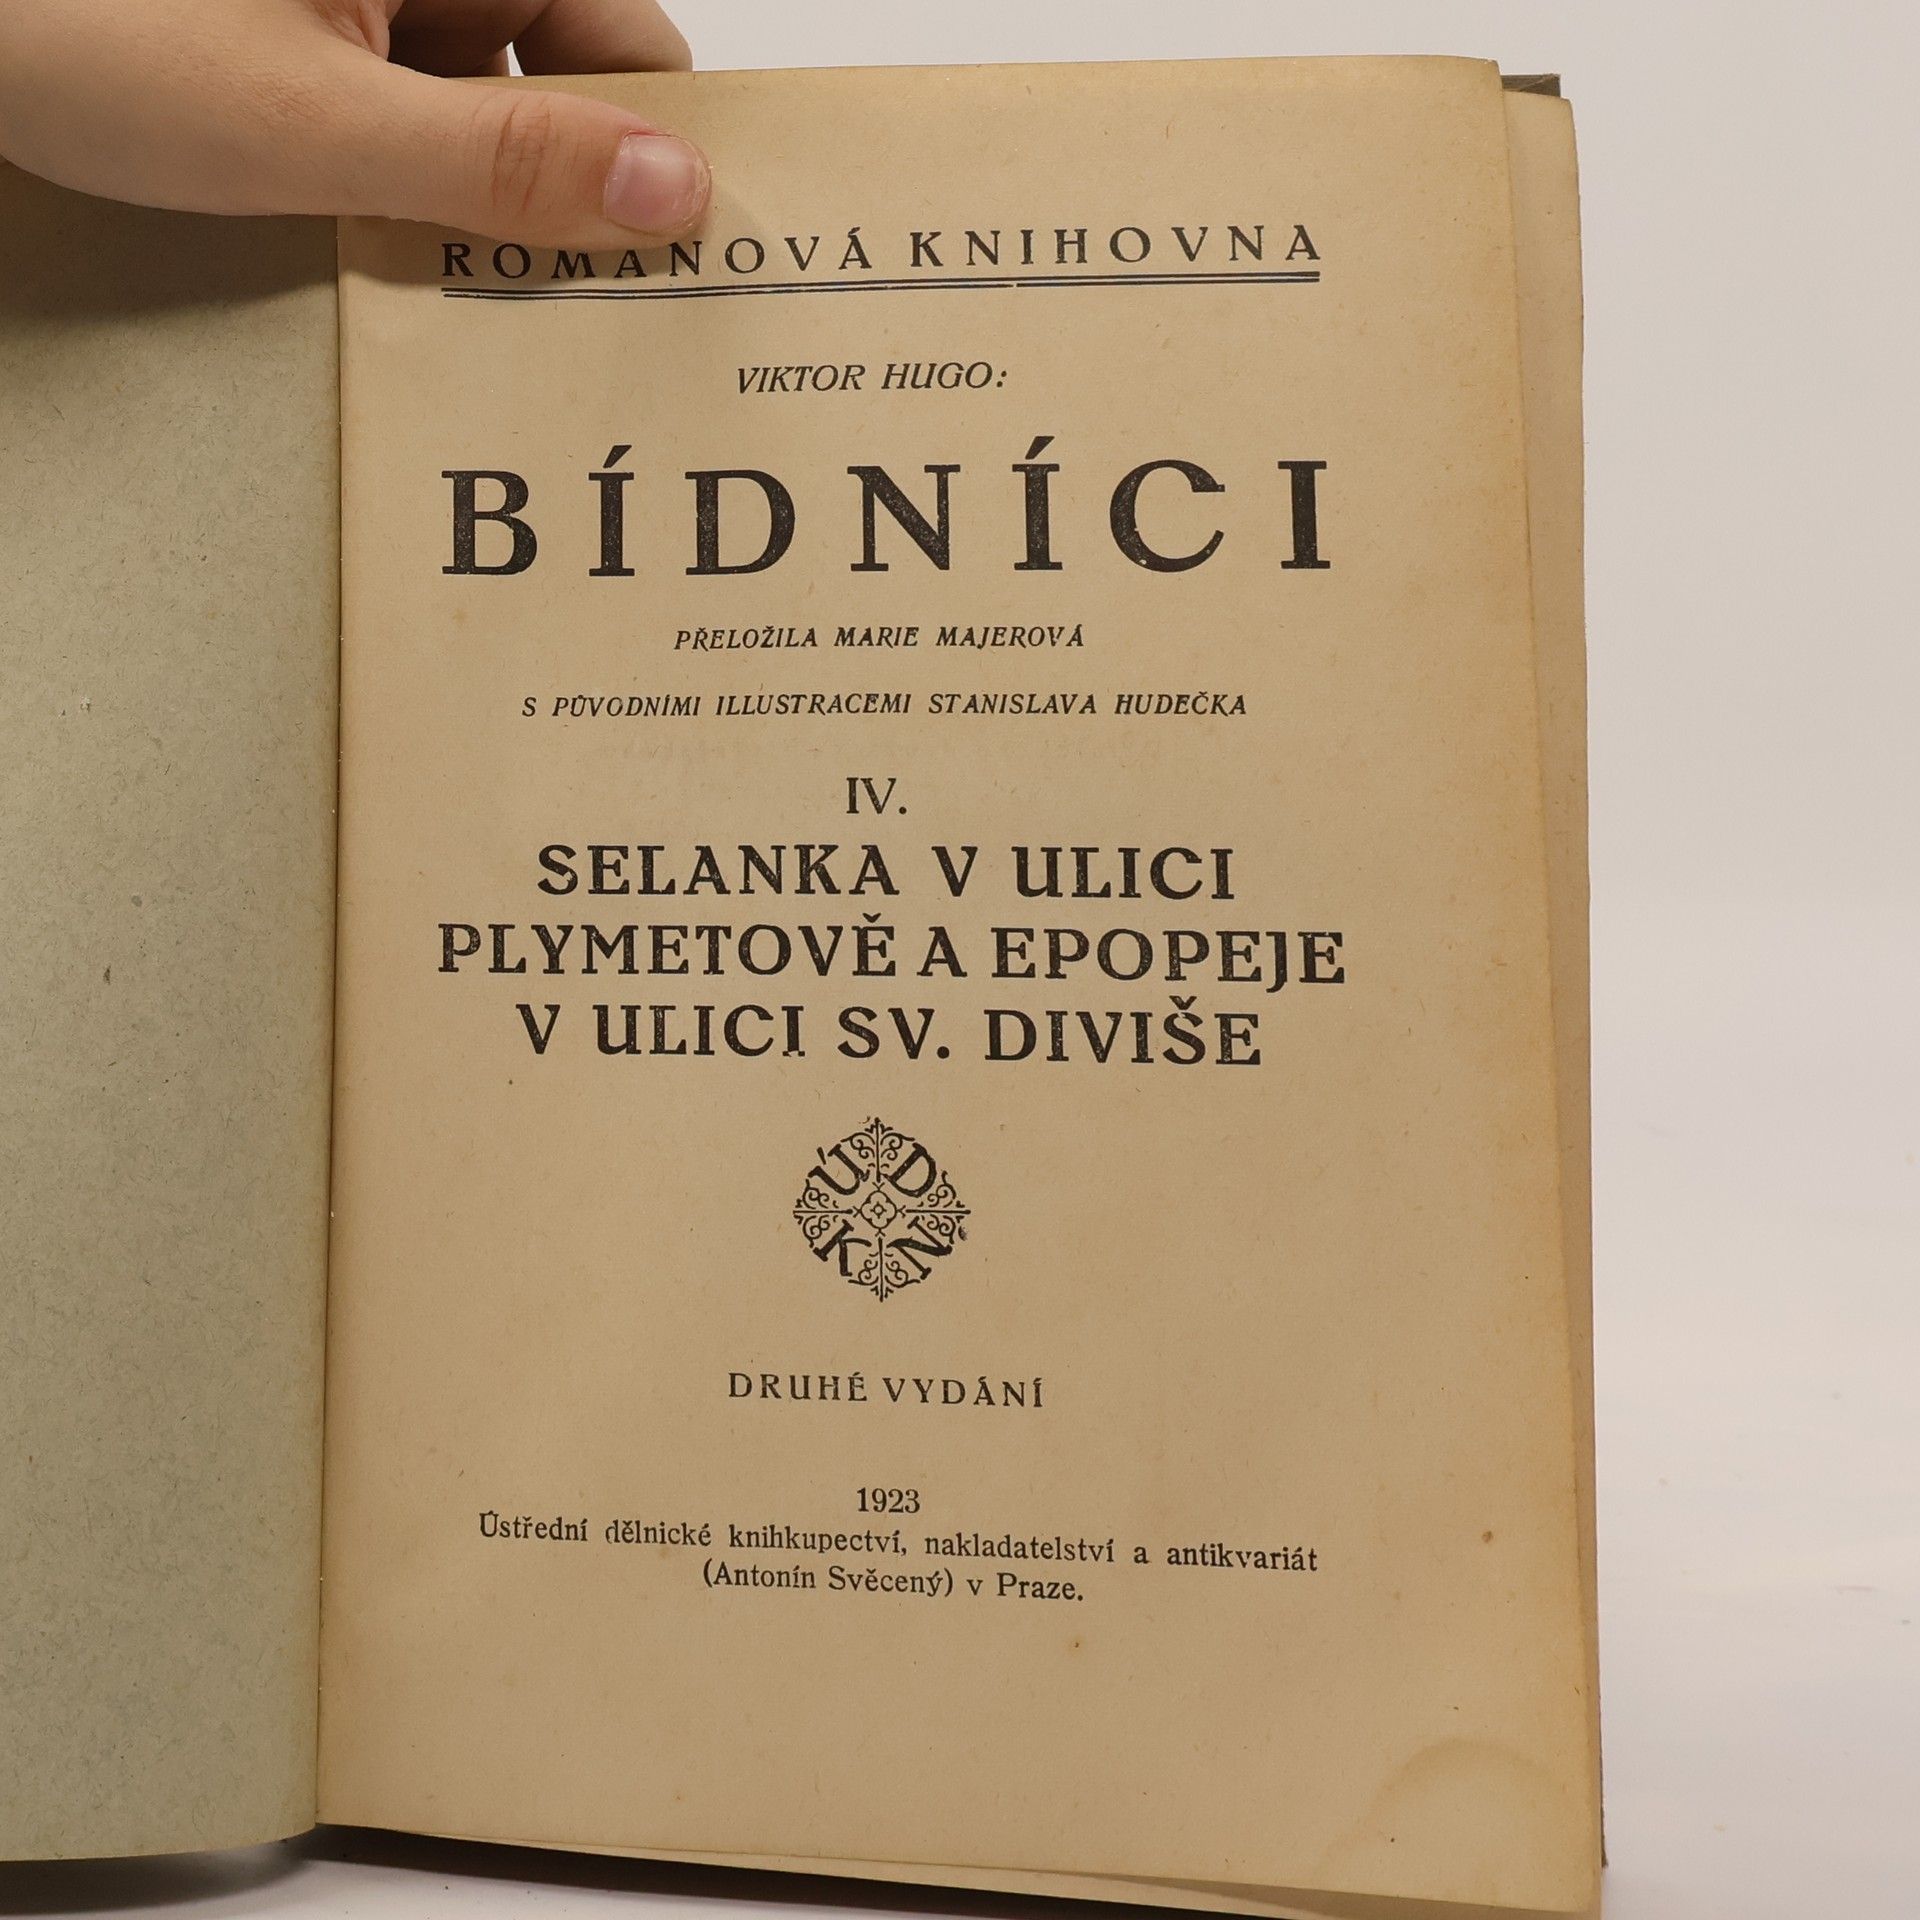 ROMANOVÁ KNIHOVNA
VIKTOR HUGO:
BÍDNÍCI
PŘELOŽILA MARIE MAJEROVÁ
S PŮVODNÍMI ILLUSTRACEMI STANISLAVA HUDEČKA
IV.
SELANKA V ULICI
PLYMETOVĚ A EPOPEJE
V ULICI SV. DIVIŠE
Ú D
K N
DRUHÉ VYDÁNÍ
1923
Ústřední dělnické knihkupectví, nakladatelství a antikvariát
(Antonín Svěcený) v Praze.